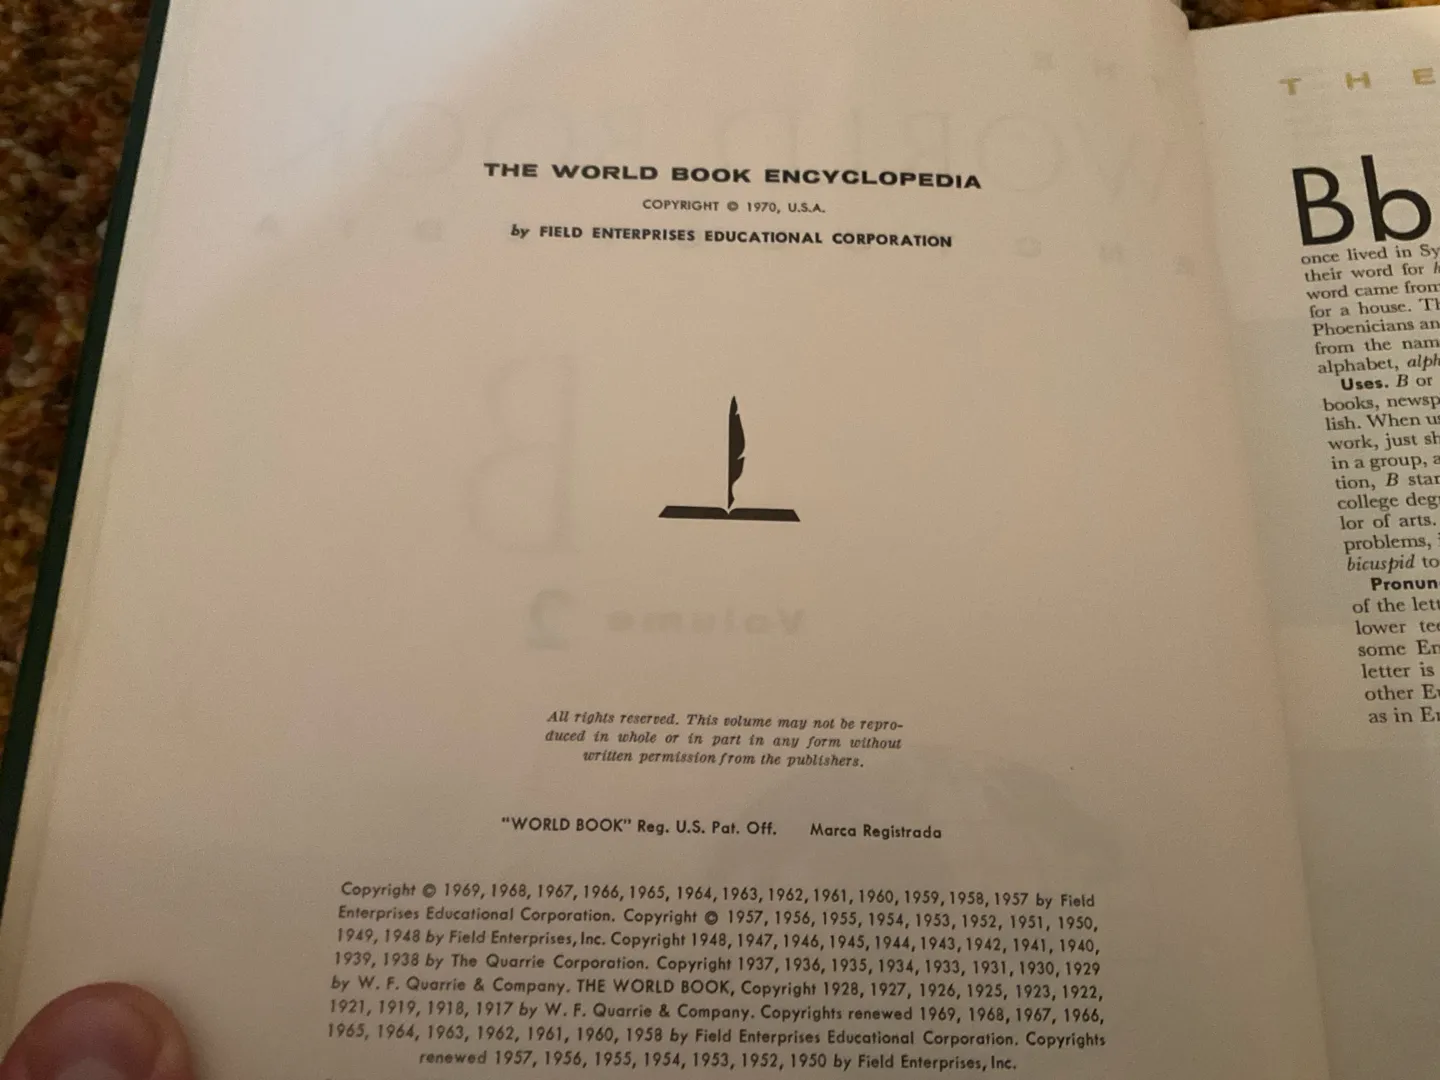 THE WORLD BOOK ENCYCLOPEDIA
COPYRIGHT © 1970, U.S.A.
by FIELD ENTERPRISES EDUCATIONAL CORPORATION
All rights reserved. This volume may not be repro-
duced in whole or in part in any form without
written permission from the publishers.
"WORLD BOOK" Reg. U.S. Pat. Off. Marca Registrada
Copyright © 1969, 1968, 1967, 1966, 1965, 1964, 1963, 1962, 1961, 1960, 1959, 1958, 1957 by Field
Enterprises Educational Corporation. Copyright © 1957, 1956, 1955, 1954, 1953, 1952, 1951, 1950,
1949, 1948 by Field Enterprises, Inc. Copyright 1948, 1947, 1946, 1945, 1944, 1943, 1942, 1941, 1940,
1939, 1938 by The Quarrie Corporation. Copyright 1937, 1936, 1935, 1934, 1933, 1931, 1930, 1929
by W. F. Quarrie & Company. THE WORLD BOOK, Copyright 1928, 1927, 1926, 1925, 1923, 1922,
1921, 1919, 1918, 1917 by W. F. Quarrie & Company. Copyrights renewed 1969, 1968, 1967, 1966,
1965, 1964, 1963, 1962, 1961, 1960, 1958 by Field Enterprises Educational Corporation. Copyrights
renewed 1957, 1956, 1955, 1954, 1953, 1952, 1950 by Field Enterprises, Inc.
THE
Bb
once lived in Sy
their word for
word came from
for a house. Th
Phoenicians an
from the nam
alphabet, alph
Uses. B or
books, newsp
lish. When us
work, just sh
in a group, a
tion, B star
college deg
lor of arts.
problems,
bicuspid to
Pronun
of the lett
lower tee
some En
letter is
other E
as in En